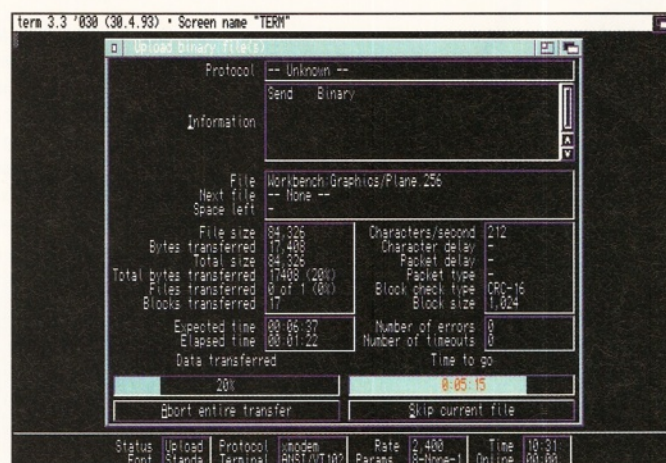 term 3.3 '030 (30.4.93) • Screen name "TERM"
Upload binary file(s)
Protocol -- Unknown --
Information Send Binary
File Workbench:Graphics/Plane.256
Next file -- None --
Space left -
File size 84,326 Characters/second 212
Bytes transferred 17,408 Character delay -
Total size 84,326 Packet delay -
Total bytes transferred 17408 (20%) Packet type -
Files transferred 0 of 1 (0%) Block check type CRC-16
Blocks transferred 17 Block size 1,024
Expected time 00:06:37 Number of errors 0
Elapsed time 00:01:22 Number of timeouts 0
Data transferred Time to go
20% 0:05:15
Abort entire transfer Skip current file
Status Upload Protocol xmodem Rate 2,400 Time 10:31
Font Standa Terminal ANSI/VT102 Params 8-None-1 Online 00:00